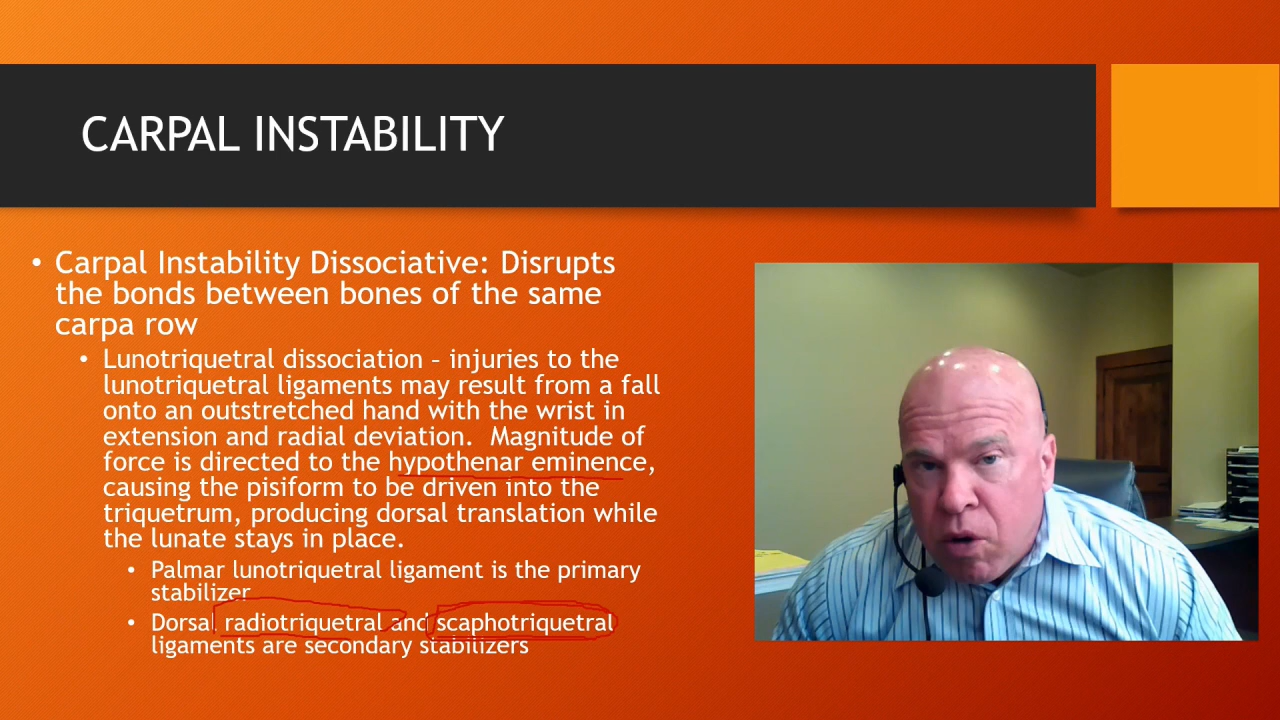 CARPAL INSTABILITY
• Carpal Instability Dissociative: Disrupts
the bonds between bones of the same
carpa row
• Lunotriquetral dissociation – injuries to the
lunotriquetral ligaments may result from a fall
onto an outstretched hand with the wrist in
extension and radial deviation.  Magnitude of
force is directed to the hypothenar eminence,
causing the pisiform to be driven into the
triquetrum, producing dorsal translation while
the lunate stays in place.
• Palmar lunotriquetral ligament is the primary
stabilizer
• Dorsal radiotriquetral and scaphotriquetral
ligaments are secondary stabilizers